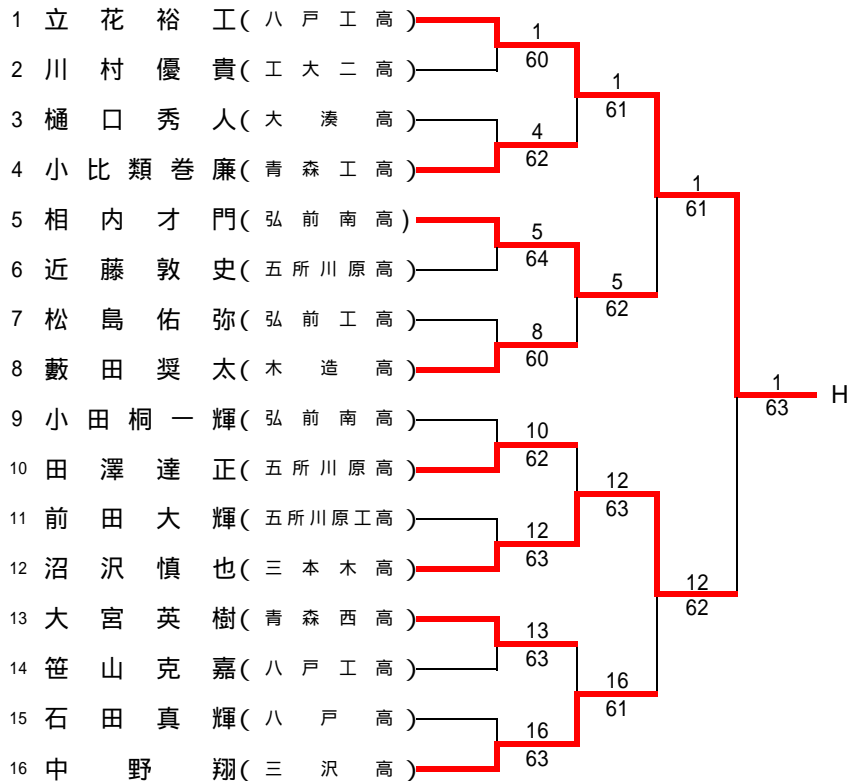 1 立花裕工(八戸工高)
2 川村優貴(工大二高)
3 樋口秀人(大湊高)
4 小比類巻廉(青森工高)
5 相内才門(弘前南高)
6 近藤敦史(五所川原高)
7 松島佑弥(弘前工高)
8 藪田奨太(木造高)
9 小田桐一輝(弘前南高)
10 田澤達正(五所川原高)
11 前田大輝(五所川原工高)
12 沼沢慎也(三本木高)
13 大宮英樹(青森西高)
14 笹山克嘉(八戸工高)
15 石田真輝(八戸高)
16 中野翔(三沢高)
1
60
4
62
5
64
8
60
10
62
12
63
13
63
16
63
1
61
5
62
12
63
16
61
1
61
12
62
1
63
H